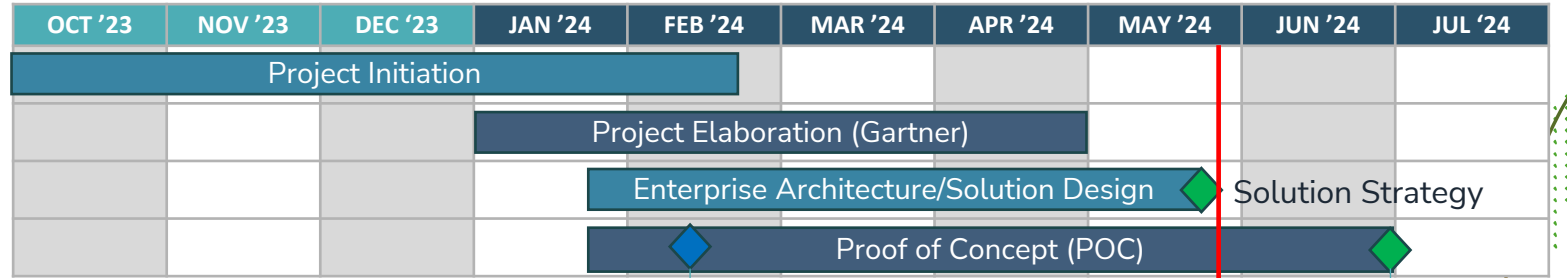 OCT ’23 NOV ’23 DEC ‘23 JAN ’24 FEB ’24 MAR ’24 APR ’24 MAY ’24 JUN ’24 JUL ‘24
Project Initiation
Project Elaboration (Gartner)
Enterprise Architecture/Solution Design Solution Strategy
Proof of Concept (POC)